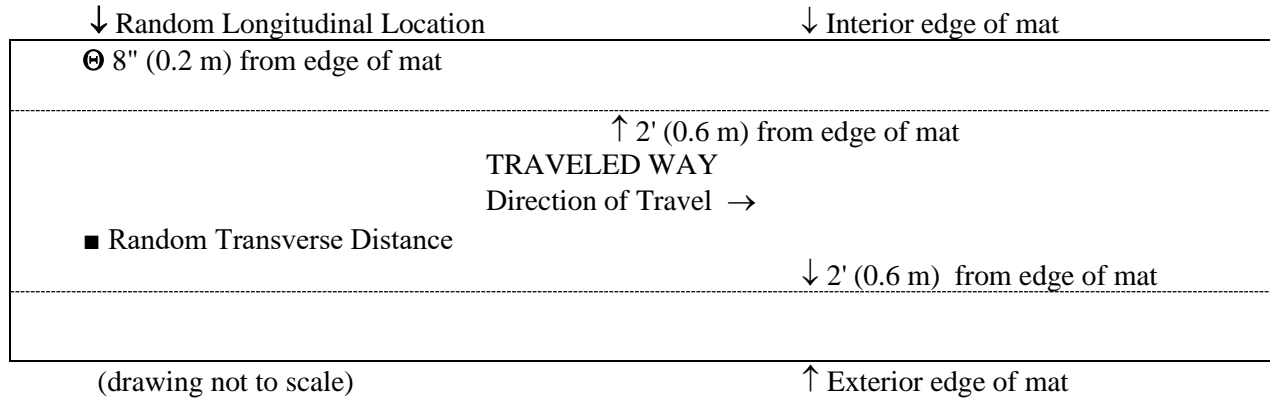 ↓ Random Longitudinal Location ↓ Interior edge of mat
Θ 8" (0.2 m) from edge of mat
↑ 2' (0.6 m) from edge of mat
TRAVELED WAY
Direction of Travel →
■ Random Transverse Distance
↓ 2' (0.6 m) from edge of mat
(drawing not to scale) ↑ Exterior edge of mat